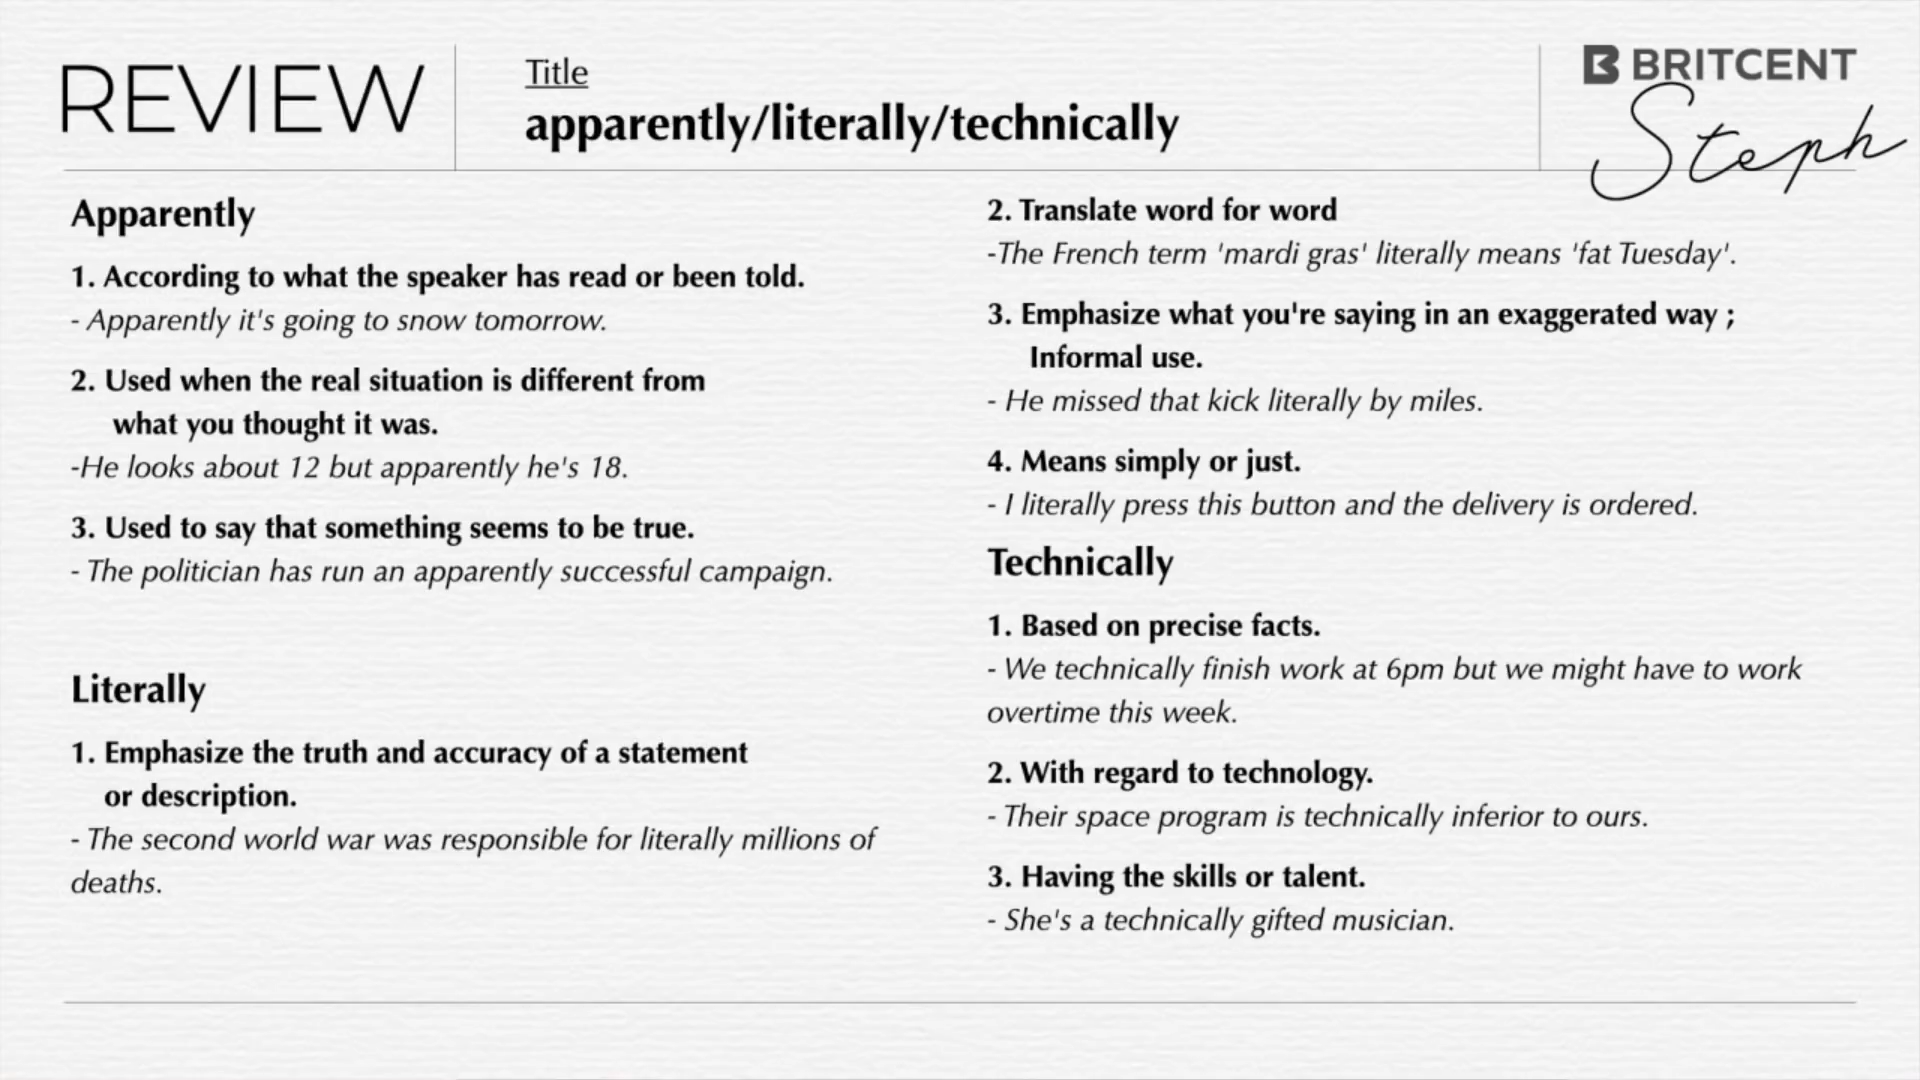 REVIEW
Title
apparently/literally/technically
BRITCENT
Steph
Apparently
1. According to what the speaker has read or been told.
- Apparently it's going to snow tomorrow.
2. Used when the real situation is different from
what you thought it was.
-He looks about 12 but apparently he's 18.
3. Used to say that something seems to be true.
- The politician has run an apparently successful campaign.
Literally
1. Emphasize the truth and accuracy of a statement
or description.
- The second world war was responsible for literally millions of
deaths.
2. Translate word for word
-The French term 'mardi gras' literally means 'fat Tuesday'.
3. Emphasize what you're saying in an exaggerated way ;
Informal use.
- He missed that kick literally by miles.
4. Means simply or just.
- I literally press this button and the delivery is ordered.
Technically
1. Based on precise facts.
- We technically finish work at 6pm but we might have to work
overtime this week.
2. With regard to technology.
- Their space program is technically inferior to ours.
3. Having the skills or talent.
- She's a technically gifted musician.